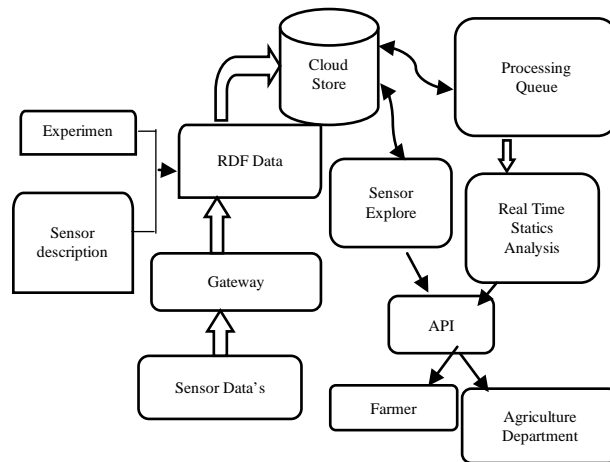 Cloud
Store
Processing
Queue
Experimen
RDF Data
Sensor
description
Sensor
Explore
Real Time
Statics
Analysis
Gateway
API
Sensor Data's
Farmer
Agriculture
Department